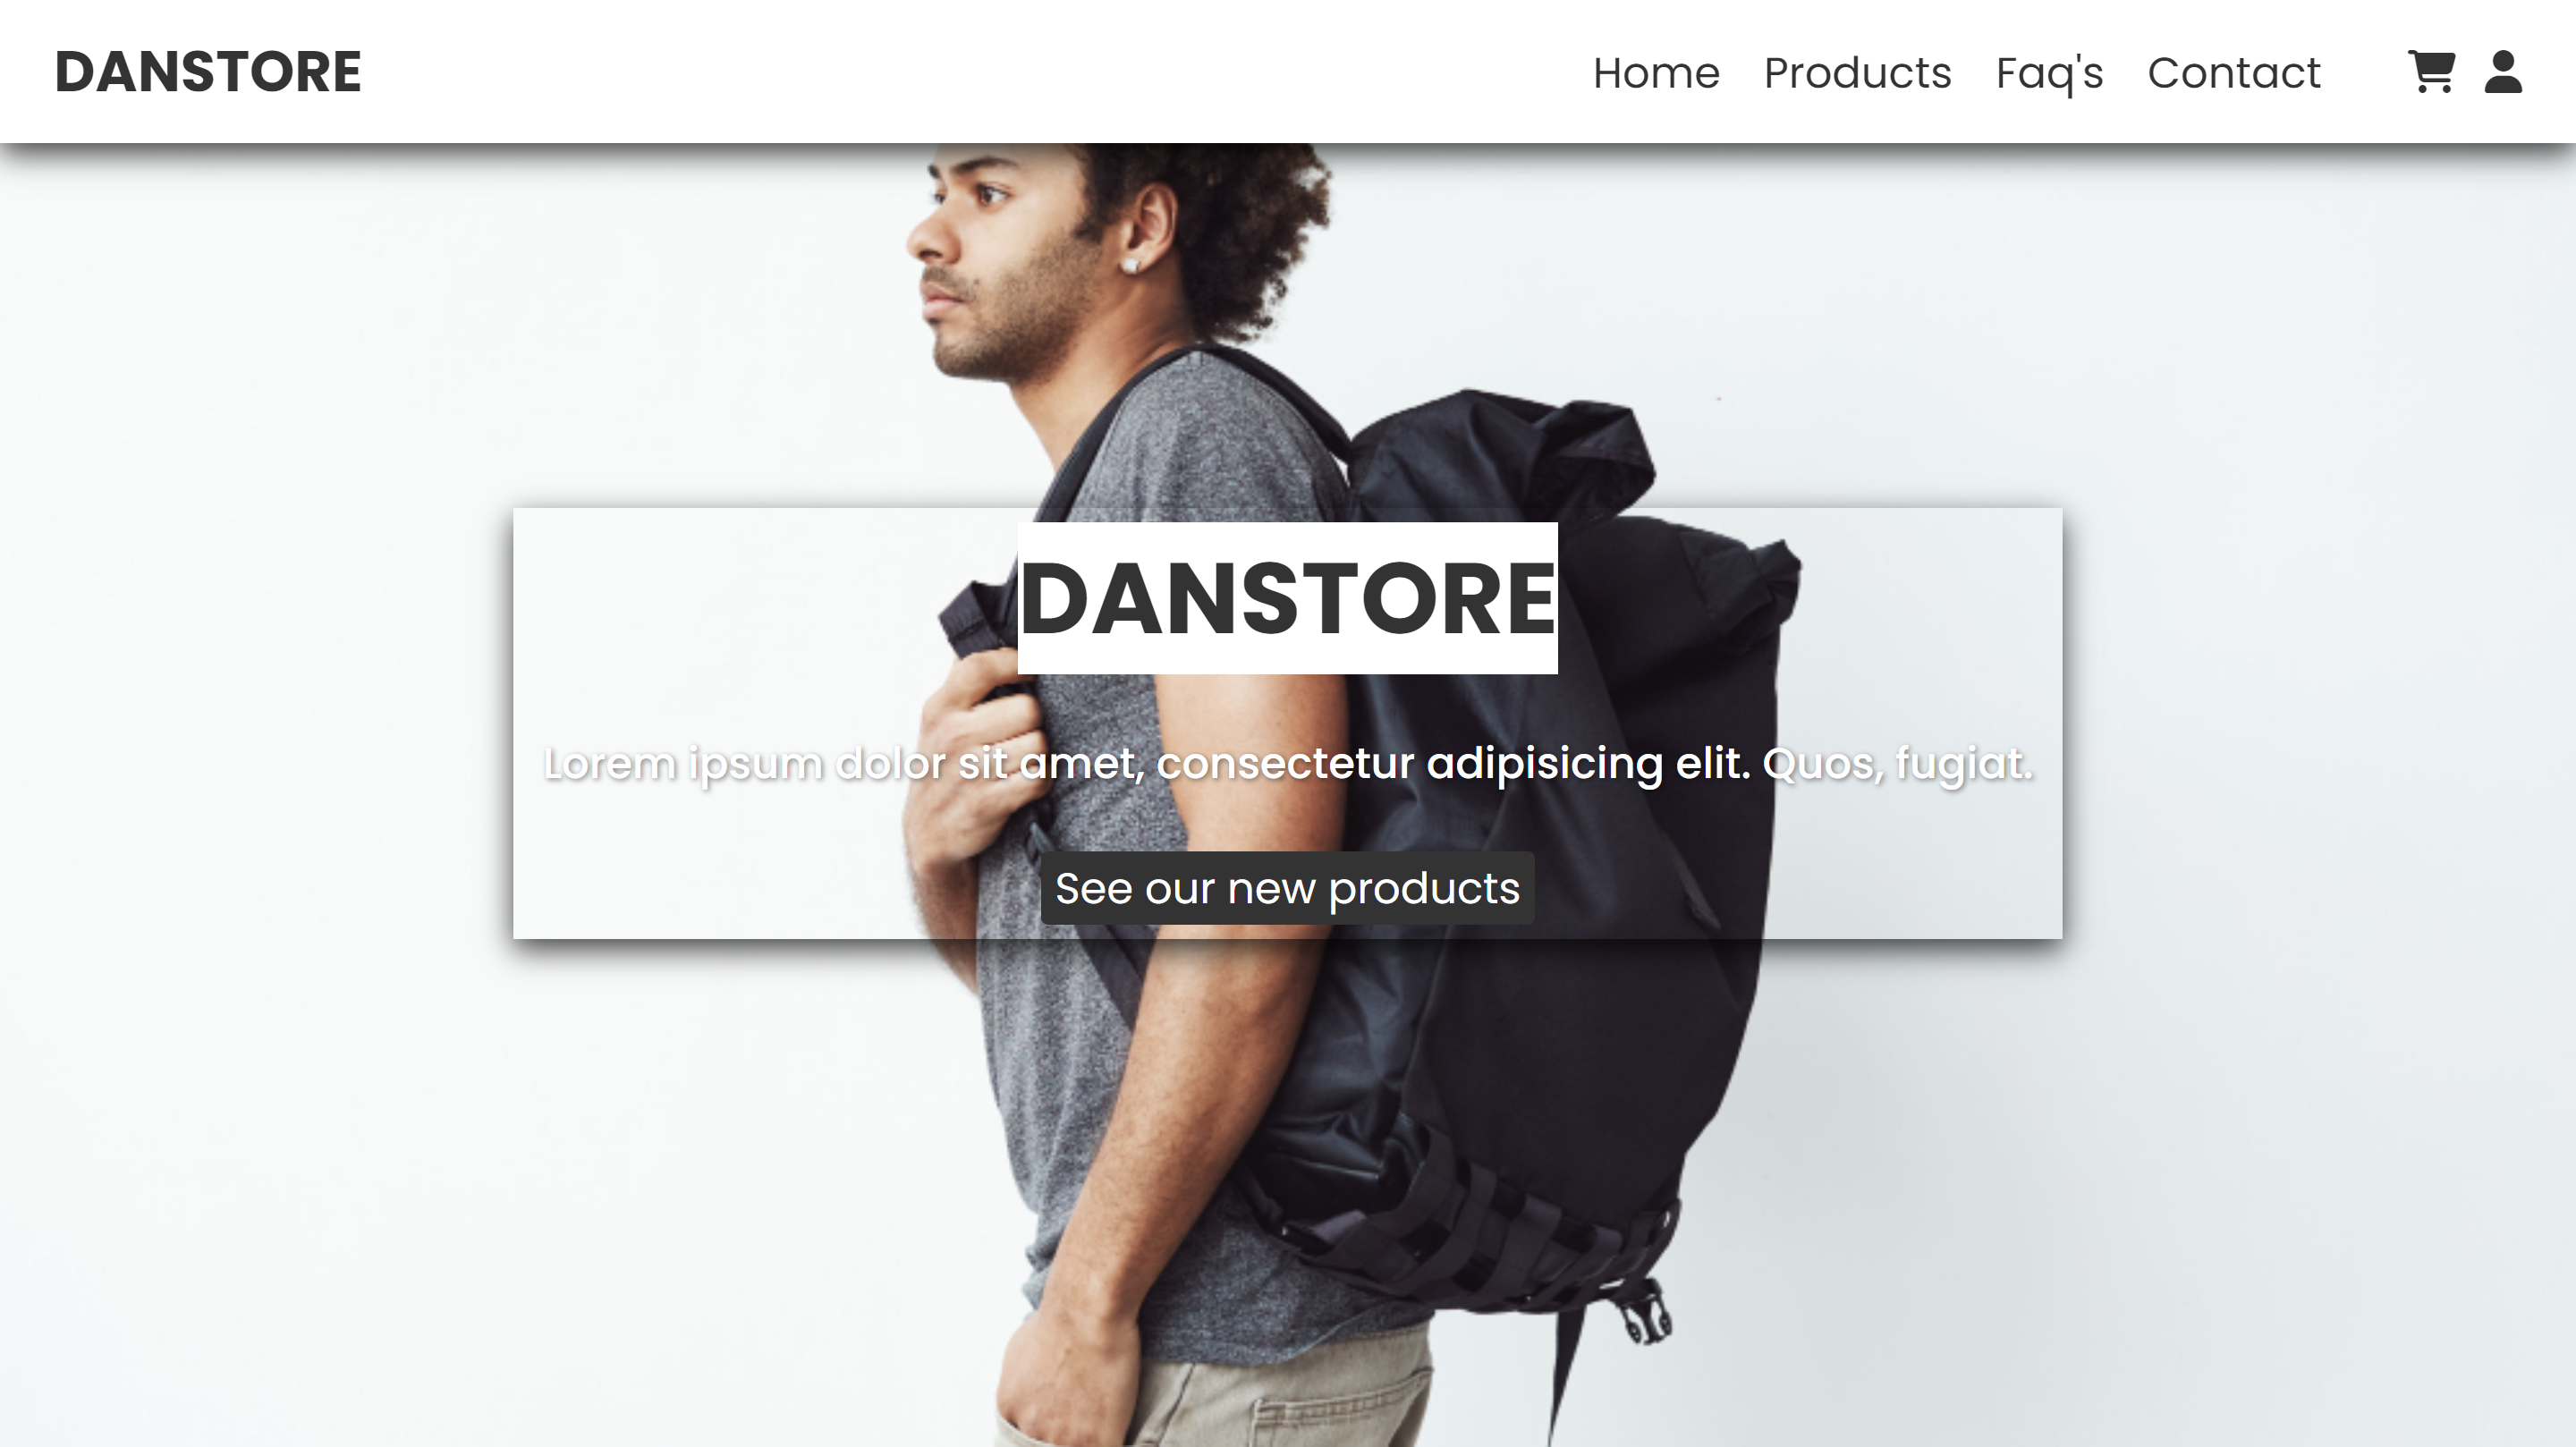 DANSTORE
Home Products Faq's Contact
DANSTORE
Lorem ipsum dolor sit amet, consectetur adipisicing elit. Quos, fugiat.
See our new products